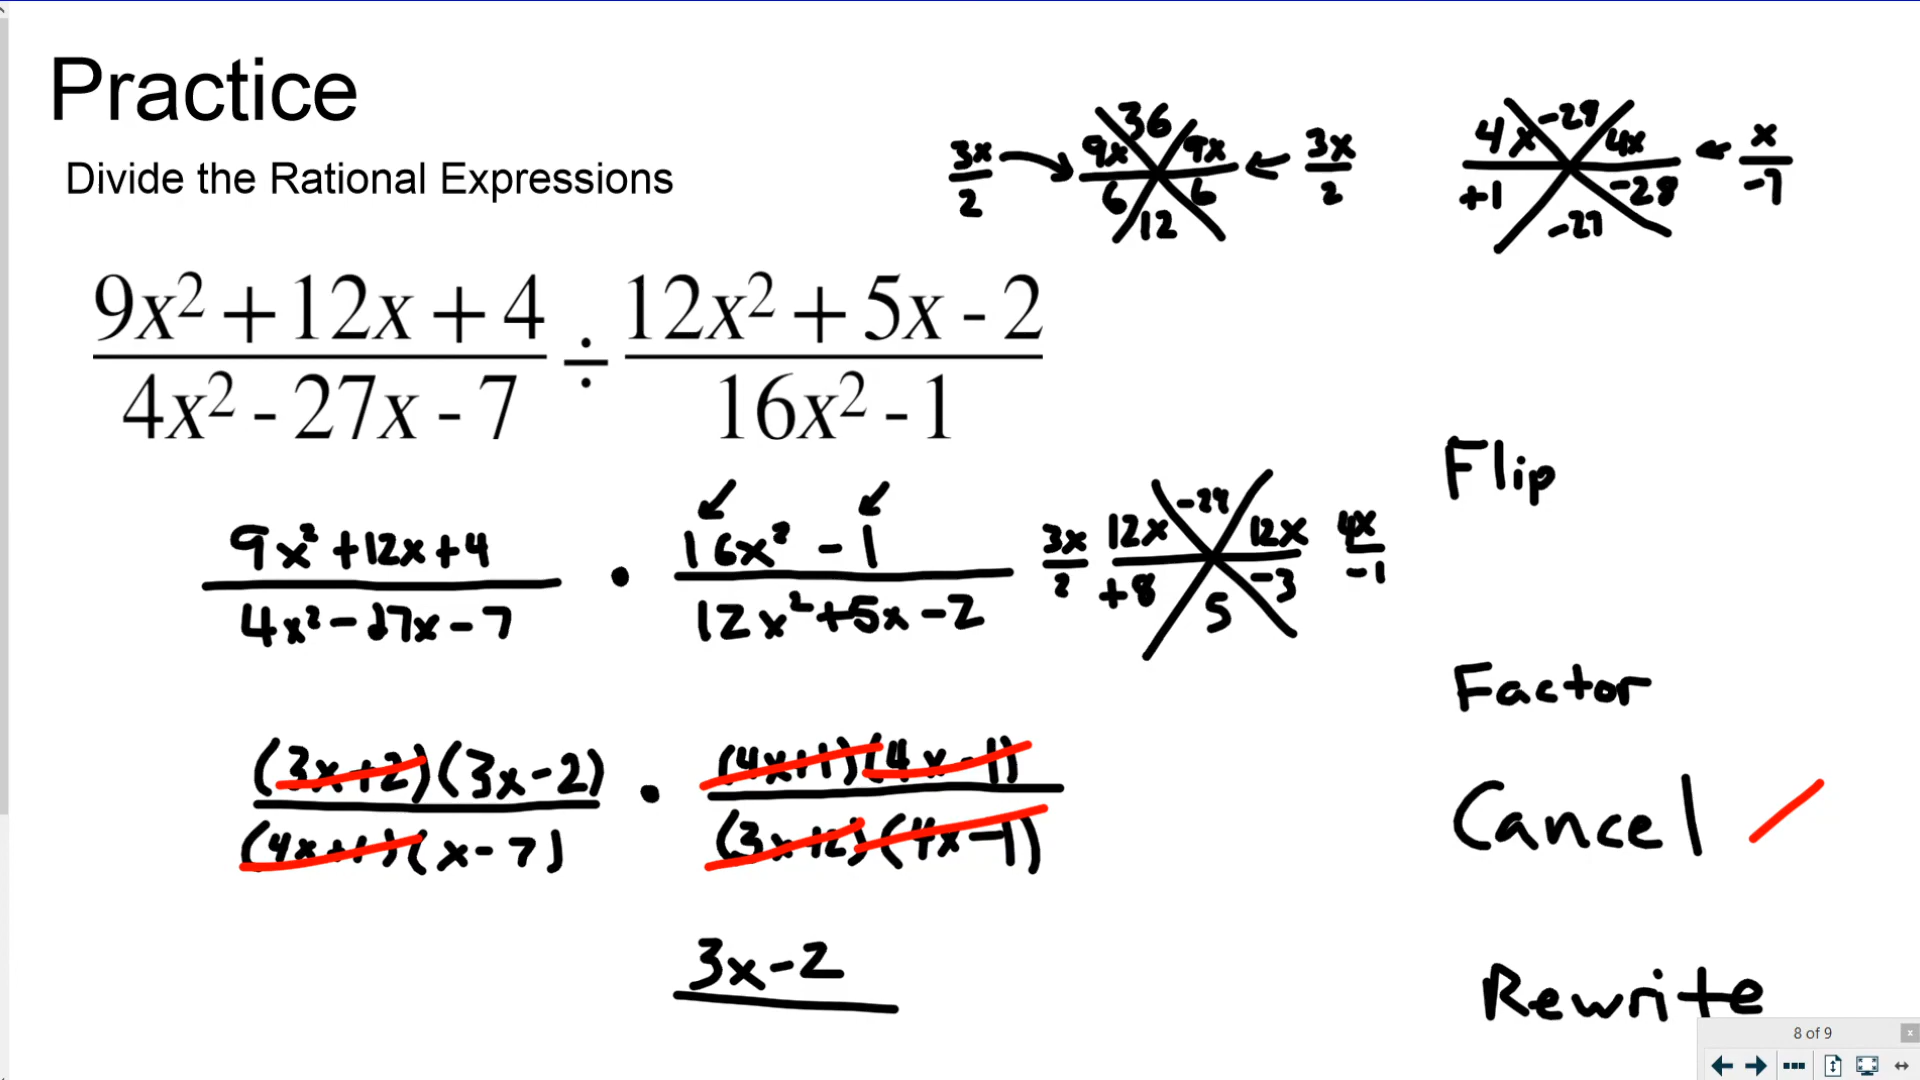 Practice
Divide the Rational Expressions
3x/2 36 9x 9x 6 6 12 3x/2
4x -28 4x +1 -28 -27 x/-7
9x² + 12x + 4 ÷ 12x² + 5x - 2
4x² - 27x - 7 16x² - 1
Flip
9x² + 12x + 4 · 16x² - 1
4x² - 27x - 7 12x² + 5x - 2
3x/2 12x -24 12x +8 -3 5 4x/-1
Factor
(3x+2)(3x-2) · (4x+1)(4x-1)
(4x+1)(x-7) (3x+2)(4x-1)
Cancel
3x-2
Rewrite
8 of 9